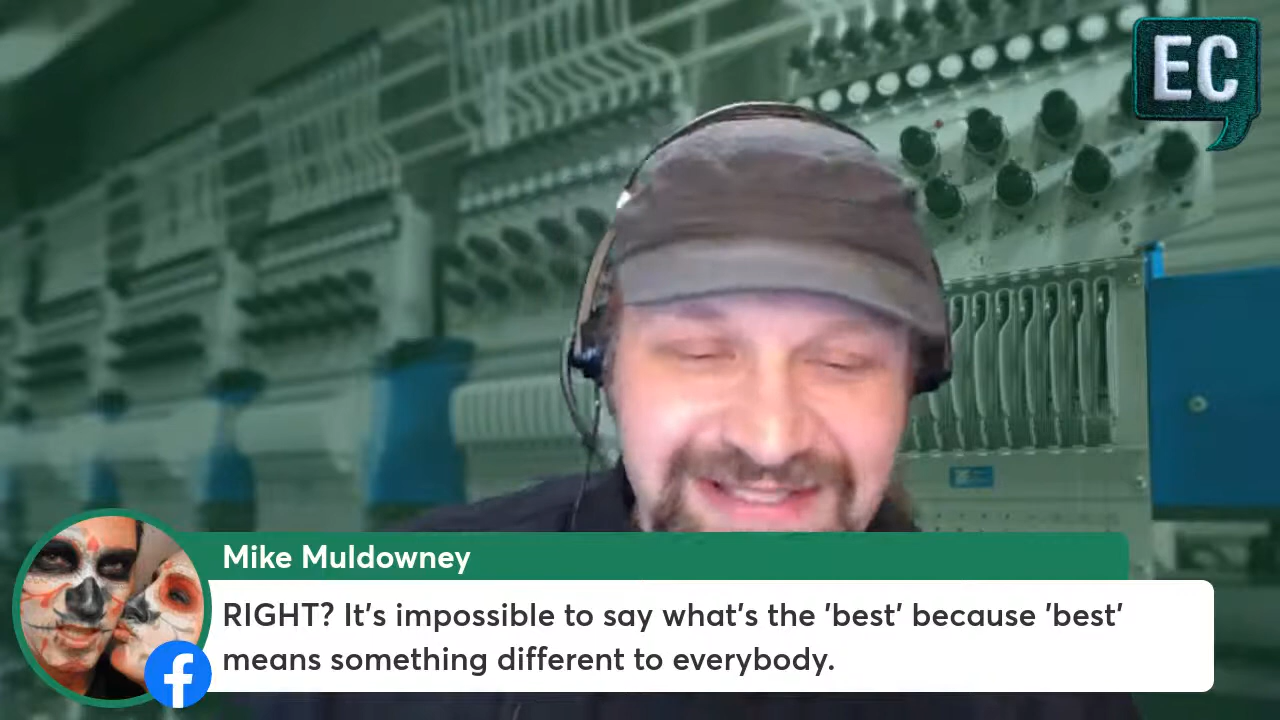 EC
Mike Muldowney
RIGHT? It's impossible to say what's the 'best' because 'best'
means something different to everybody.